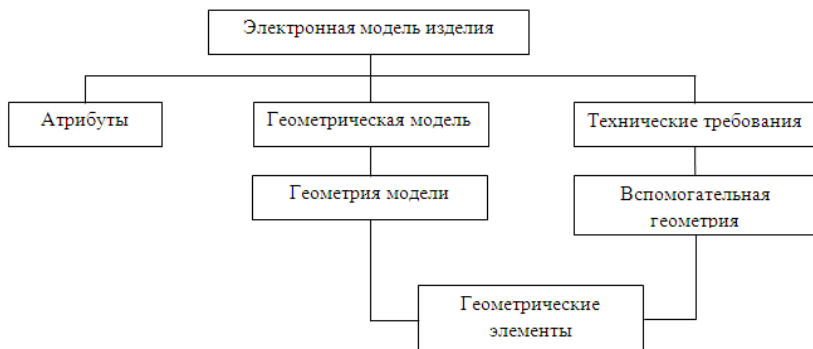 Электронная модель изделия
Атрибуты
Геометрическая модель
Технические требования
Геометрия модели
Вспомогательная
геометрия
Геометрические
элементы